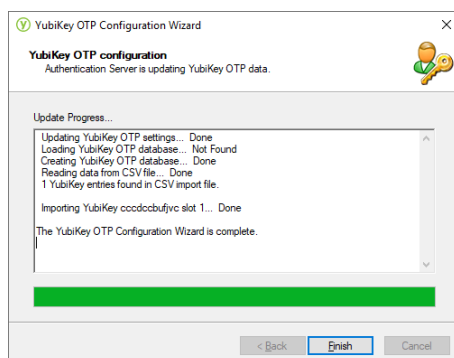 YubiKey OTP Configuration Wizard
YubiKey OTP configuration
Authentication Server is updating YubiKey OTP data.
Update Progress...
Updating YubiKey OTP settings... Done
Loading YubiKey OTP database... Not Found
Creating YubiKey OTP database... Done
Reading data from CSV file... Done
1 YubiKey entries found in CSV import file.
Importing YubiKey cccdccbufjvc slot 1... Done
The YubiKey OTP Configuration Wizard is complete.
< Back Finish Cancel